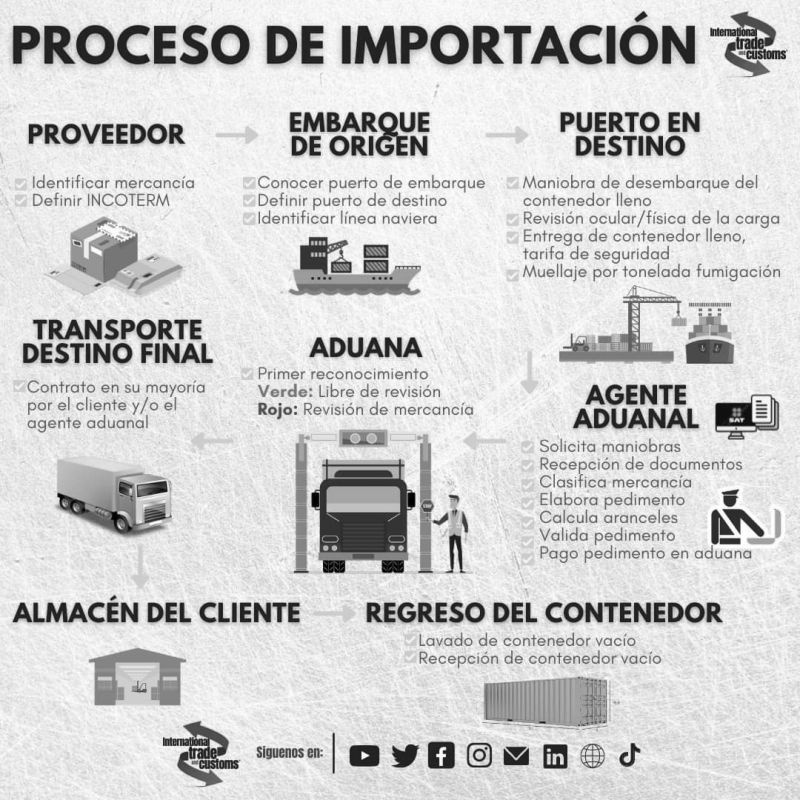 PROCESO DE IMPORTACIÓN
International
trade
and customs
PROVEEDOR
Identificar mercancía
Definir INCOTERM
EMBARQUE
DE ORIGEN
Conocer puerto de embarque
Definir puerto de destino
Identificar línea naviera
PUERTO EN
DESTINO
Maniobra de desembarque del
contenedor lleno
Revisión ocular/física de la carga
Entrega de contenedor lleno,
tarifa de seguridad
Muellaje por tonelada fumigación
TRANSPORTE
DESTINO FINAL
Contrato en su mayoría
por el cliente y/o el
agente aduanal
ADUANA
Primer reconocimiento
Verde: Libre de revisión
Rojo: Revisión de mercancía
STOP
AGENTE
ADUANAL
SAT
Solicita maniobras
Recepción de documentos
Clasifica mercancía
Elabora pedimento
Calcula aranceles
Valida pedimento
Pago pedimento en aduana
ALMACÉN DEL CLIENTE
REGRESO DEL CONTENEDOR
Lavado de contenedor vacío
Recepción de contenedor vacío
International
trade
and customs
Siguenos en: